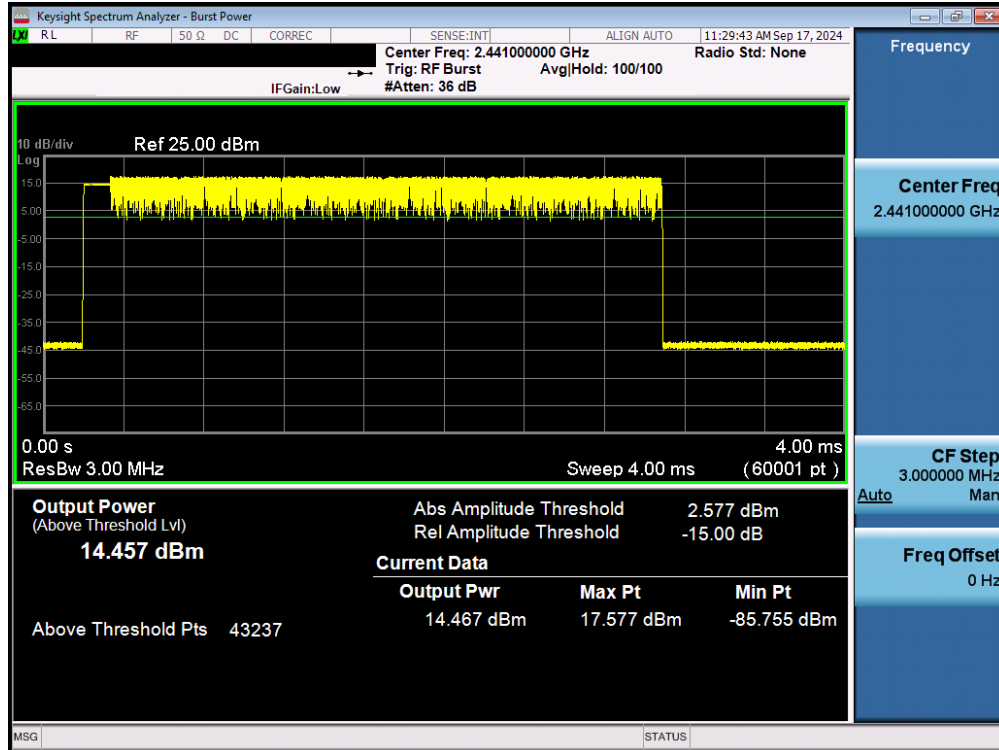 Keysight Spectrum Analyzer - Burst Power
LXI RL RF 50 Ω DC CORREC SENSE:INT ALIGN AUTO 11:29:43 AM Sep 17, 2024
Center Freq: 2.441000000 GHz Radio Std: None
Trig: RF Burst Avg|Hold: 100/100
IFGain:Low #Atten: 36 dB
10 dB/div Ref 25.00 dBm
Log
15.0
5.00
-5.00
-15.0
-25.0
-35.0
-45.0
-55.0
-65.0
0.00 s 4.00 ms
ResBw 3.00 MHz Sweep 4.00 ms (60001 pt)
Output Power
(Above Threshold Lvl)
14.457 dBm
Above Threshold Pts 43237
Abs Amplitude Threshold 2.577 dBm
Rel Amplitude Threshold -15.00 dB
Current Data
Output Pwr Max Pt Min Pt
14.467 dBm 17.577 dBm -85.755 dBm
Frequency
Center Freq
2.441000000 GHz
CF Step
3.000000 MHz
Auto Man
Freq Offset
0 Hz
MSG STATUS